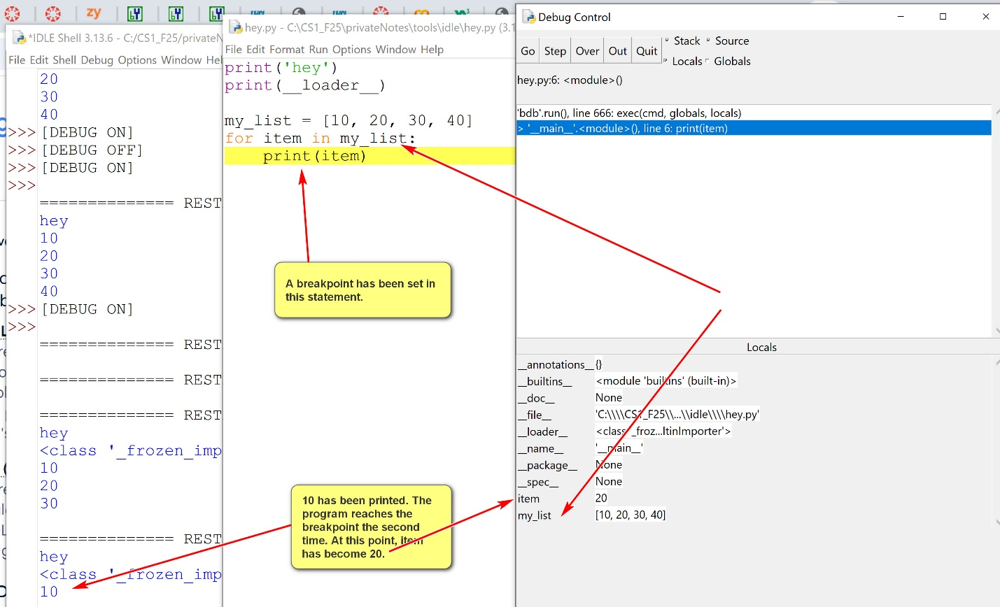 zy
bY
bY
bY
*IDLE Shell 3.13.6 - C:/CS1_F25/privateN
File Edit Shell Debug Options Window Hel
20
30
40
>>> [DEBUG ON]
>>> [DEBUG OFF]
>>> [DEBUG ON]
>>>
============== REST
hey
10
20
30
40
>>> [DEBUG ON]
>>>
============== REST
============== REST
============== REST
hey
<class '_frozen_imp
10
20
30
============== REST
hey
<class '_frozen_imp
10
hey.py - C:\CS1_F25\privateNotes\tools\idle\hey.py (3.1
File Edit Format Run Options Window Help
print('hey')
print(__loader__)
my_list = [10, 20, 30, 40]
for item in my_list:
    print(item)
A breakpoint has been set in
this statement.
10 has been printed. The
program reaches the
breakpoint the second
time. At this point, item
has become 20.
Debug Control
Go Step Over Out Quit
Stack Source
Locals Globals
hey.py:6: <module>()
'bdb'.run(), line 666: exec(cmd, globals, locals)
> '__main__'.<module>(), line 6: print(item)
Locals
__annotations__ {}
__builtins__ <module 'builtins' (built-in)>
__doc__ None
__file__ 'C:\\\\CS1_F25\\...\\idle\\\\hey.py'
__loader__ <class '_froz...ltinImporter'>
__name__ '__main__'
__package__ None
__spec__ None
item 20
my_list [10, 20, 30, 40]